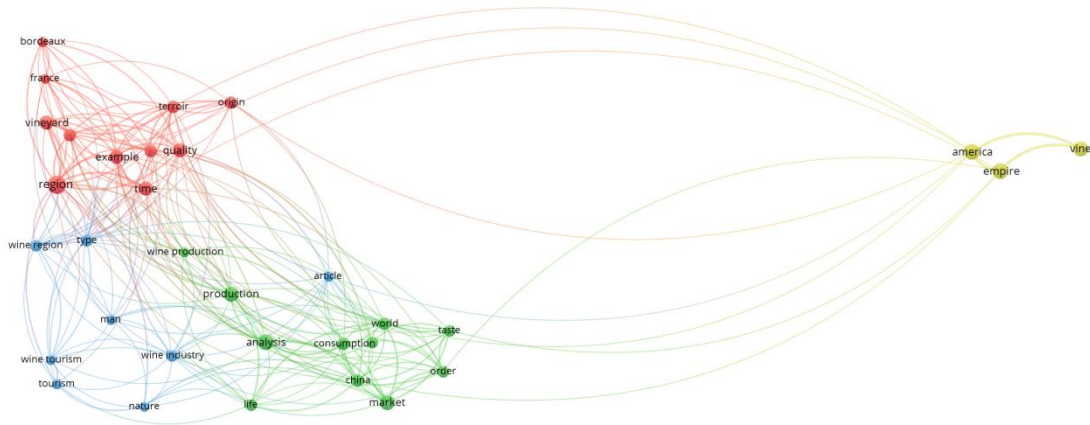 bordeaux
france
terroir
origin
vineyard
example
quality
region
time
wine region
type
wine production
article
production
man
world
taste
analysis
consumption
wine tourism
wine industry
order
tourism
china
nature
life
market
america
vine
empire